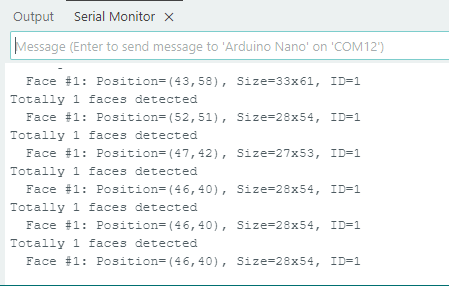 Output Serial Monitor ×
Message (Enter to send message to 'Arduino Nano' on 'COM12')
Face #1: Position=(43,58), Size=33x61, ID=1
Totally 1 faces detected
Face #1: Position=(52,51), Size=28x54, ID=1
Totally 1 faces detected
Face #1: Position=(47,42), Size=27x53, ID=1
Totally 1 faces detected
Face #1: Position=(46,40), Size=28x54, ID=1
Totally 1 faces detected
Face #1: Position=(46,40), Size=28x54, ID=1
Totally 1 faces detected
Face #1: Position=(46,40), Size=28x54, ID=1